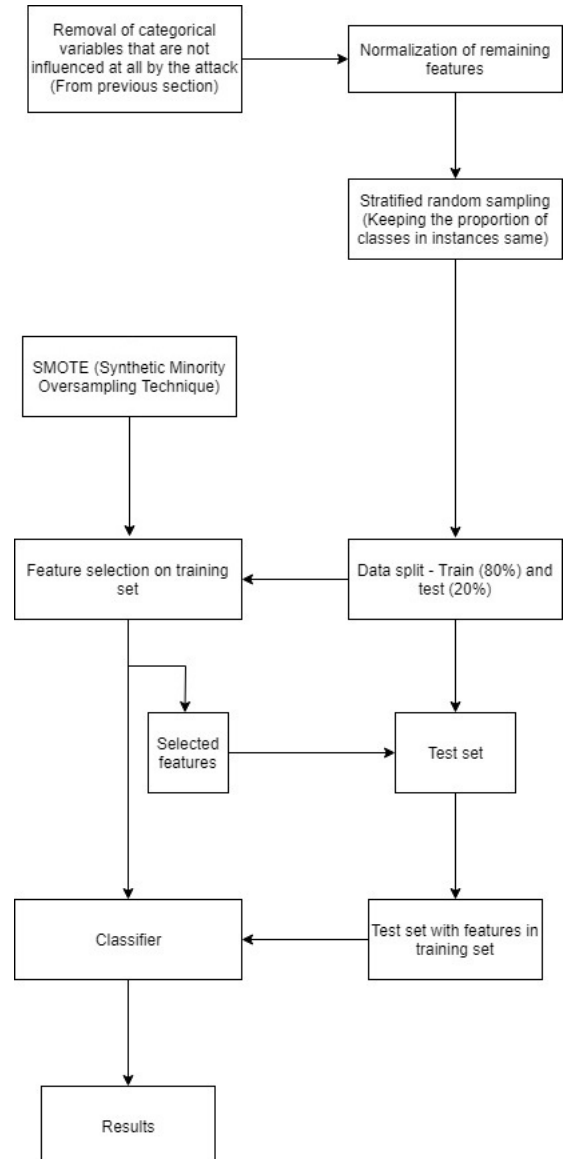 Removal of categorical
variables that are not
influenced at all by the attack
(From previous section)
Normalization of remaining
features
Stratified random sampling
(Keeping the proportion of
classes in instances same)
SMOTE (Synthetic Minority
Oversampling Technique)
Feature selection on training
set
Data split - Train (80%) and
test (20%)
Selected
features
Test set
Classifier
Test set with features in
training set
Results